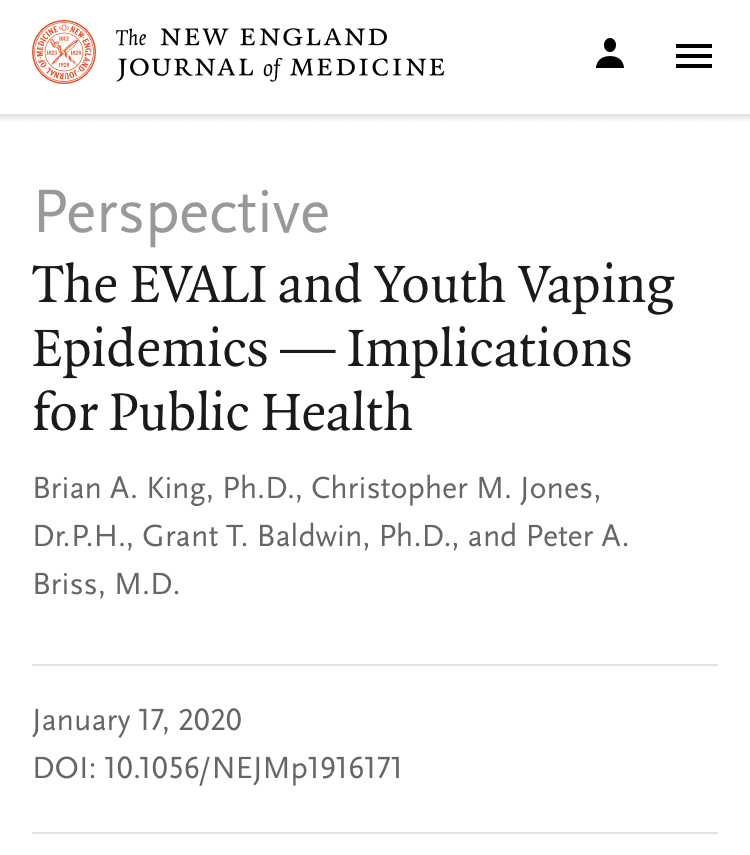 The NEW ENGLAND
JOURNAL of MEDICINE
Perspective
The EVALI and Youth Vaping
Epidemics — Implications
for Public Health
Brian A. King, Ph.D., Christopher M. Jones,
Dr.P.H., Grant T. Baldwin, Ph.D., and Peter A.
Briss, M.D.
January 17, 2020
DOI: 10.1056/NEJMp1916171